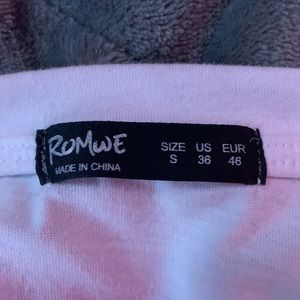 ROMWE
MADE IN CHINA
SIZE US EUR
S 36 46